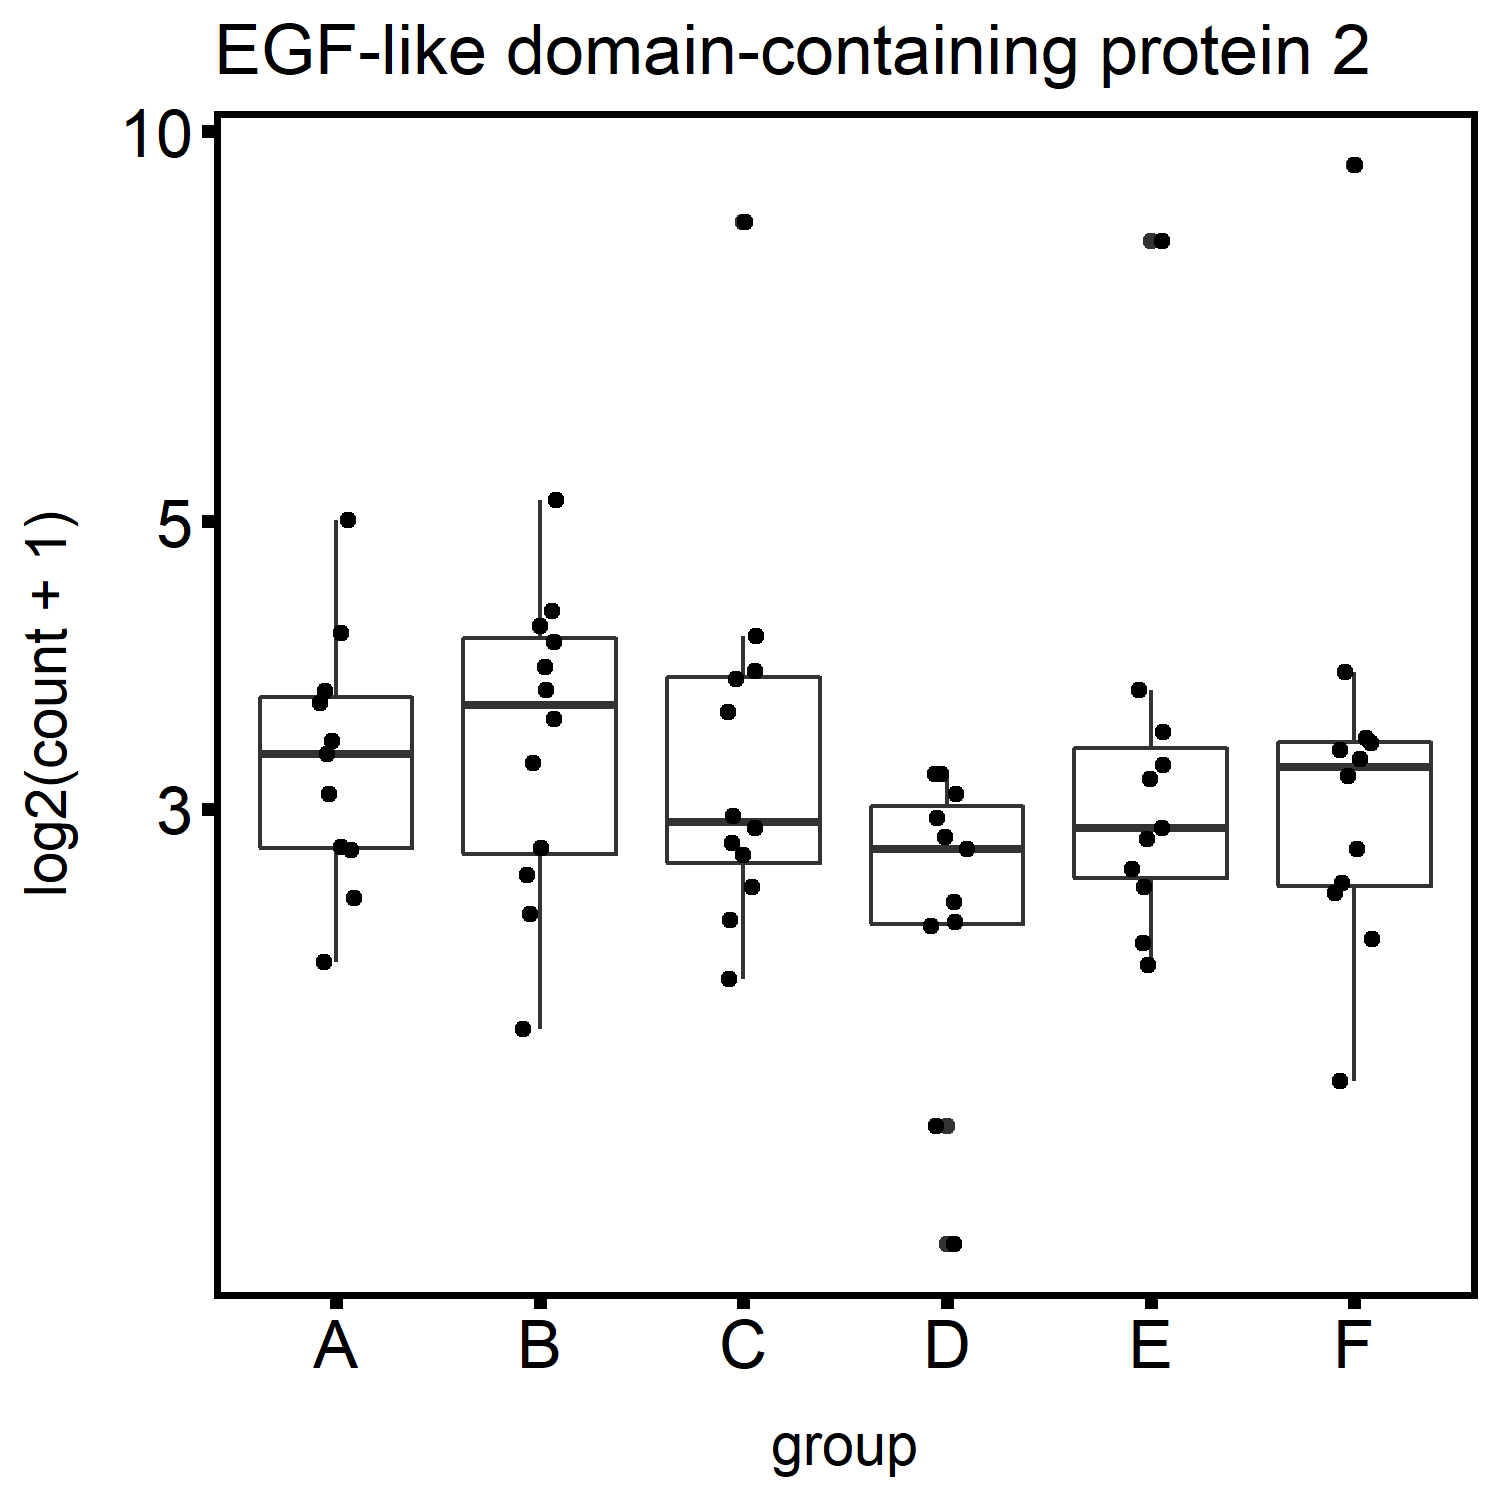 EGF-like domain-containing protein 2
10
5
3
log2(count + 1)
A B C D E F
group